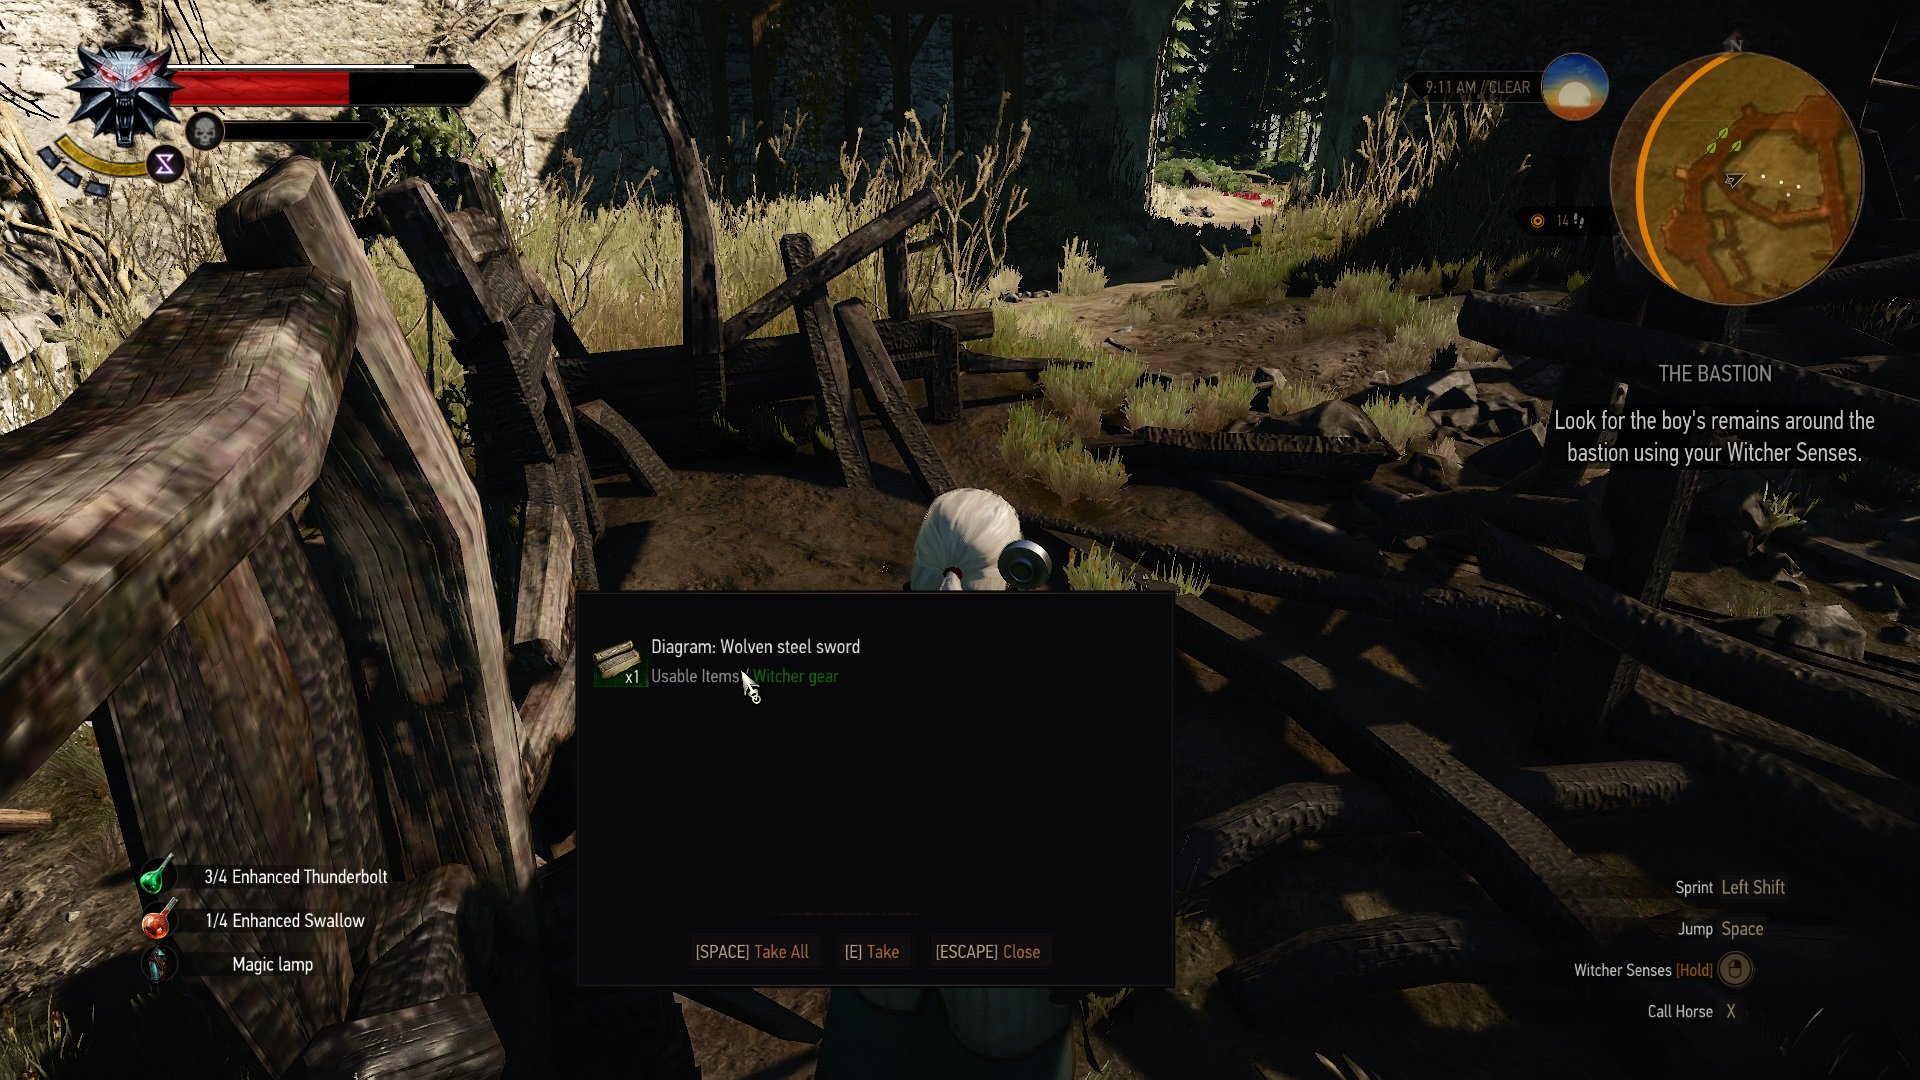 N
9:11 AM / CLEAR
14
THE BASTION
Look for the boy's remains around the
bastion using your Witcher Senses.
Diagram: Wolven steel sword
x1
Usable Items / Witcher gear
3/4 Enhanced Thunderbolt
1/4 Enhanced Swallow
Magic lamp
[SPACE] Take All [E] Take [ESCAPE] Close
Sprint Left Shift
Jump Space
Witcher Senses [Hold]
Call Horse X